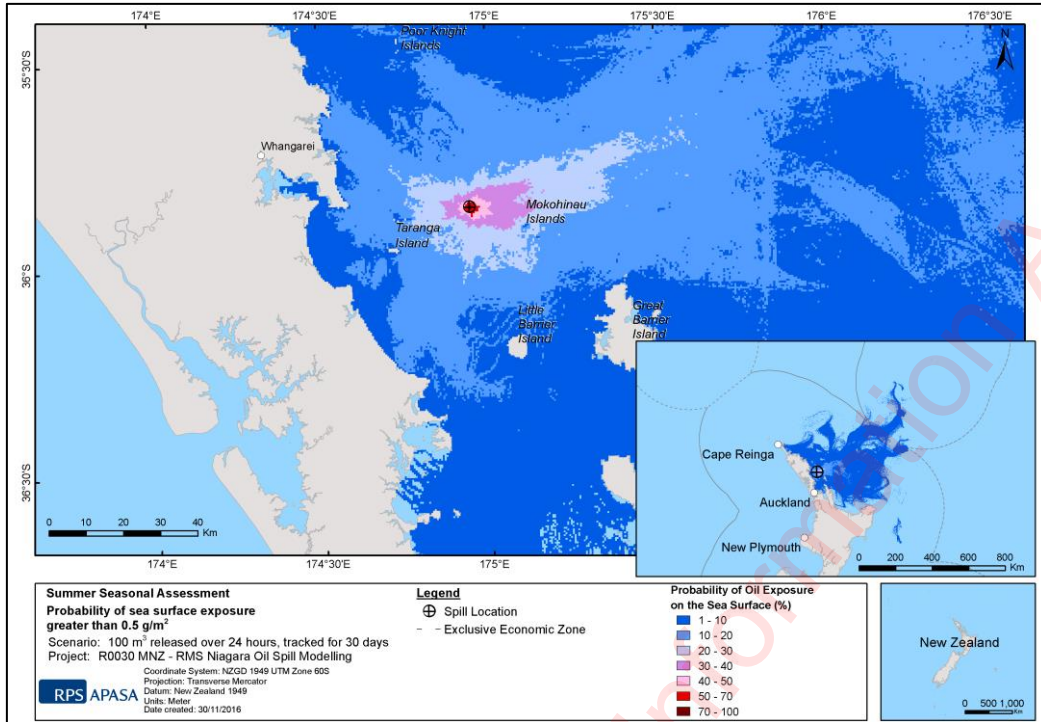 174°E
174°30'E
175°E
175°30'E
176°E
176°30'E
35°30'S
36°S
36°30'S
Poor Knight
Islands
N
Whangarei
Mokohinau
Islands
Taranga
Island
Little
Barrier
Island
Great
Barrier
Island
0 10 20 30 40
Km
Cape Reinga
Auckland
New Plymouth
0 200 400 600 800
Km
174°E
174°30'E
175°E
Information A
Summer Seasonal Assessment
Probability of sea surface exposure
greater than 0.5 g/m²
Scenario: 100 m³ released over 24 hours, tracked for 30 days
Project: R0030 MNZ - RMS Niagara Oil Spill Modelling
Coordinate System: NZGD 1949 UTM Zone 60S
Projection: Transverse Mercator
Datum: New Zealand 1949
Units: Meter
Date created: 30/11/2016
RPS APASA
Legend
Spill Location
Exclusive Economic Zone
Probability of Oil Exposure
on the Sea Surface (%)
1 - 10
10 - 20
20 - 30
30 - 40
40 - 50
50 - 70
70 - 100
New Zealand
0 500 1,000
Km